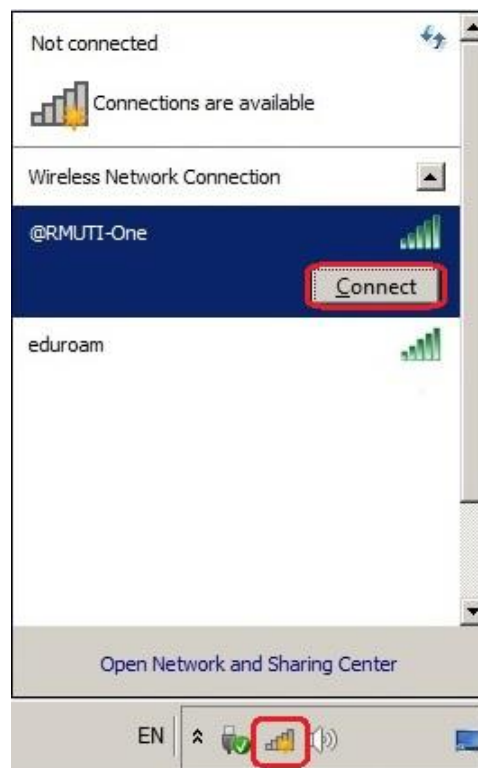 Not connected
Connections are available
Wireless Network Connection
@RMUTI-One
Connect
eduroam
Open Network and Sharing Center
EN